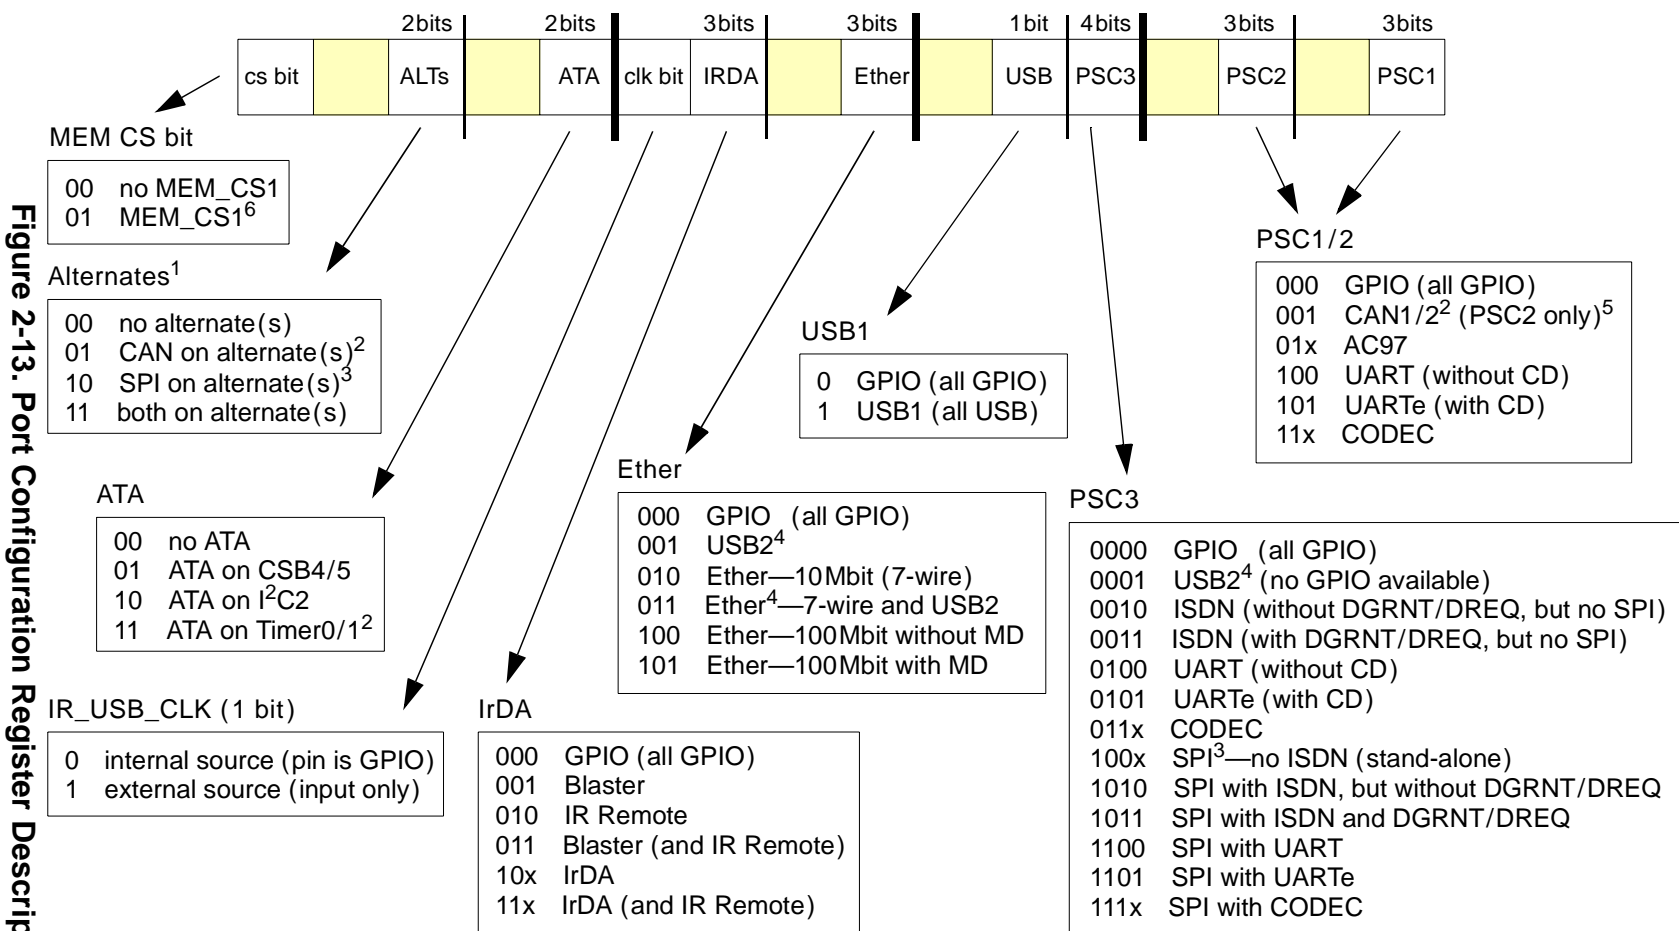 2bits 2bits 3bits 3bits 1bit 4bits 3bits 3bits
cs bit ALTs ATA clk bit IRDA Ether USB PSC3 PSC2 PSC1
MEM CS bit
00 no MEM_CS1
01 MEM_CS1⁶
Alternates¹
00 no alternate(s)
01 CAN on alternate(s)²
10 SPI on alternate(s)³
11 both on alternate(s)
ATA
00 no ATA
01 ATA on CSB4/5
10 ATA on I²C2
11 ATA on Timer0/1²
IR_USB_CLK (1 bit)
0 internal source (pin is GPIO)
1 external source (input only)
IrDA
000 GPIO (all GPIO)
001 Blaster
010 IR Remote
011 Blaster (and IR Remote)
10x IrDA
11x IrDA (and IR Remote)
Ether
000 GPIO (all GPIO)
001 USB2⁴
010 Ether—10Mbit (7-wire)
011 Ether⁴—7-wire and USB2
100 Ether—100Mbit without MD
101 Ether—100Mbit with MD
USB1
0 GPIO (all GPIO)
1 USB1 (all USB)
PSC3
0000 GPIO (all GPIO)
0001 USB2⁴ (no GPIO available)
0010 ISDN (without DGRNT/DREQ, but no SPI)
0011 ISDN (with DGRNT/DREQ, but no SPI)
0100 UART (without CD)
0101 UARTe (with CD)
011x CODEC
100x SPI³—no ISDN (stand-alone)
1010 SPI with ISDN, but without DGRNT/DREQ
1011 SPI with ISDN and DGRNT/DREQ
1100 SPI with UART
1101 SPI with UARTe
111x SPI with CODEC
PSC1/2
000 GPIO (all GPIO)
001 CAN1/2² (PSC2 only)⁵
01x AC97
100 UART (without CD)
101 UARTe (with CD)
11x CODEC
Figure 2-13. Port Configuration Register Descrip